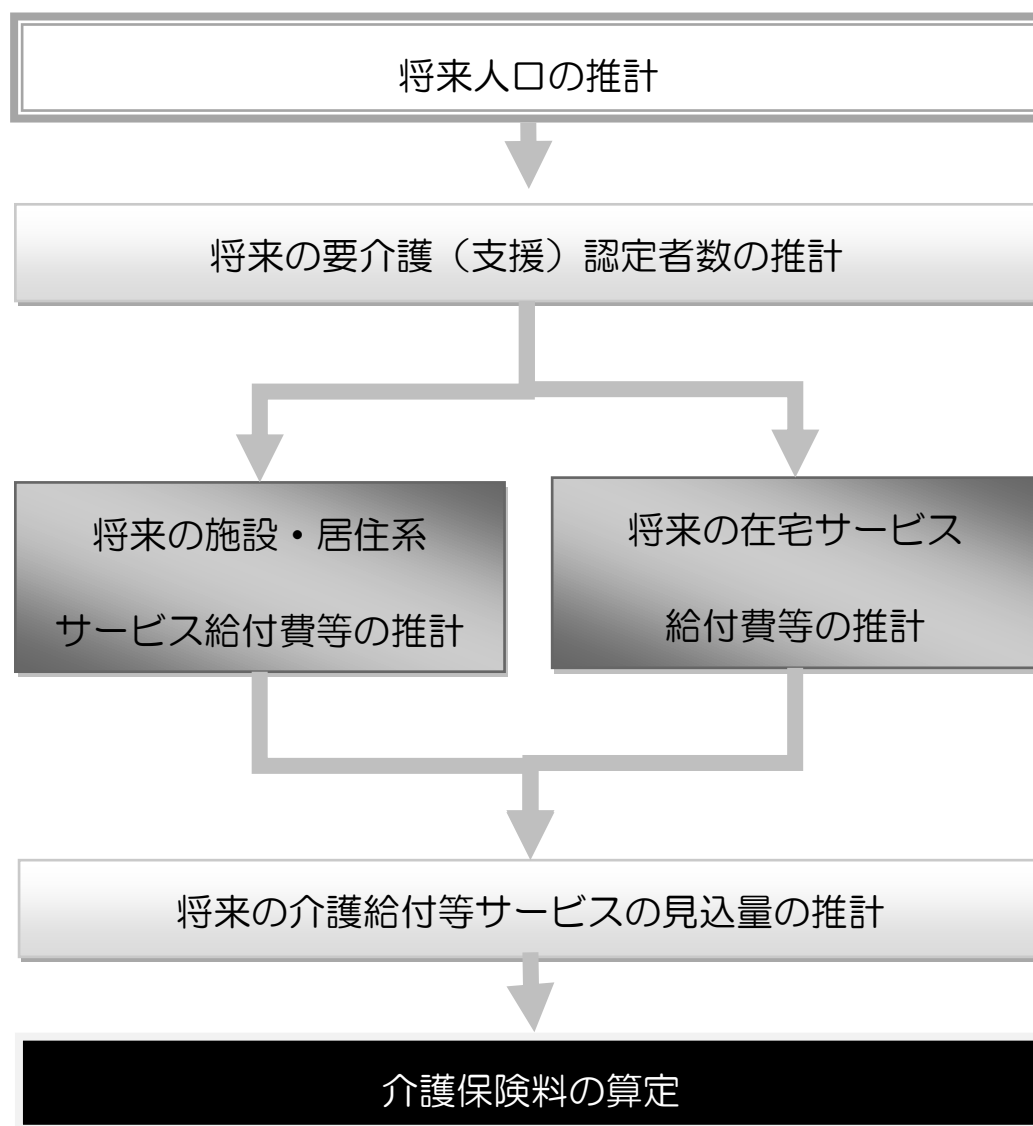 将来人口の推計
将来の要介護（支援）認定者数の推計
将来の施設・居住系
サービス給付費等の推計
将来の在宅サービス
給付費等の推計
将来の介護給付等サービスの見込量の推計
介護保険料の算定